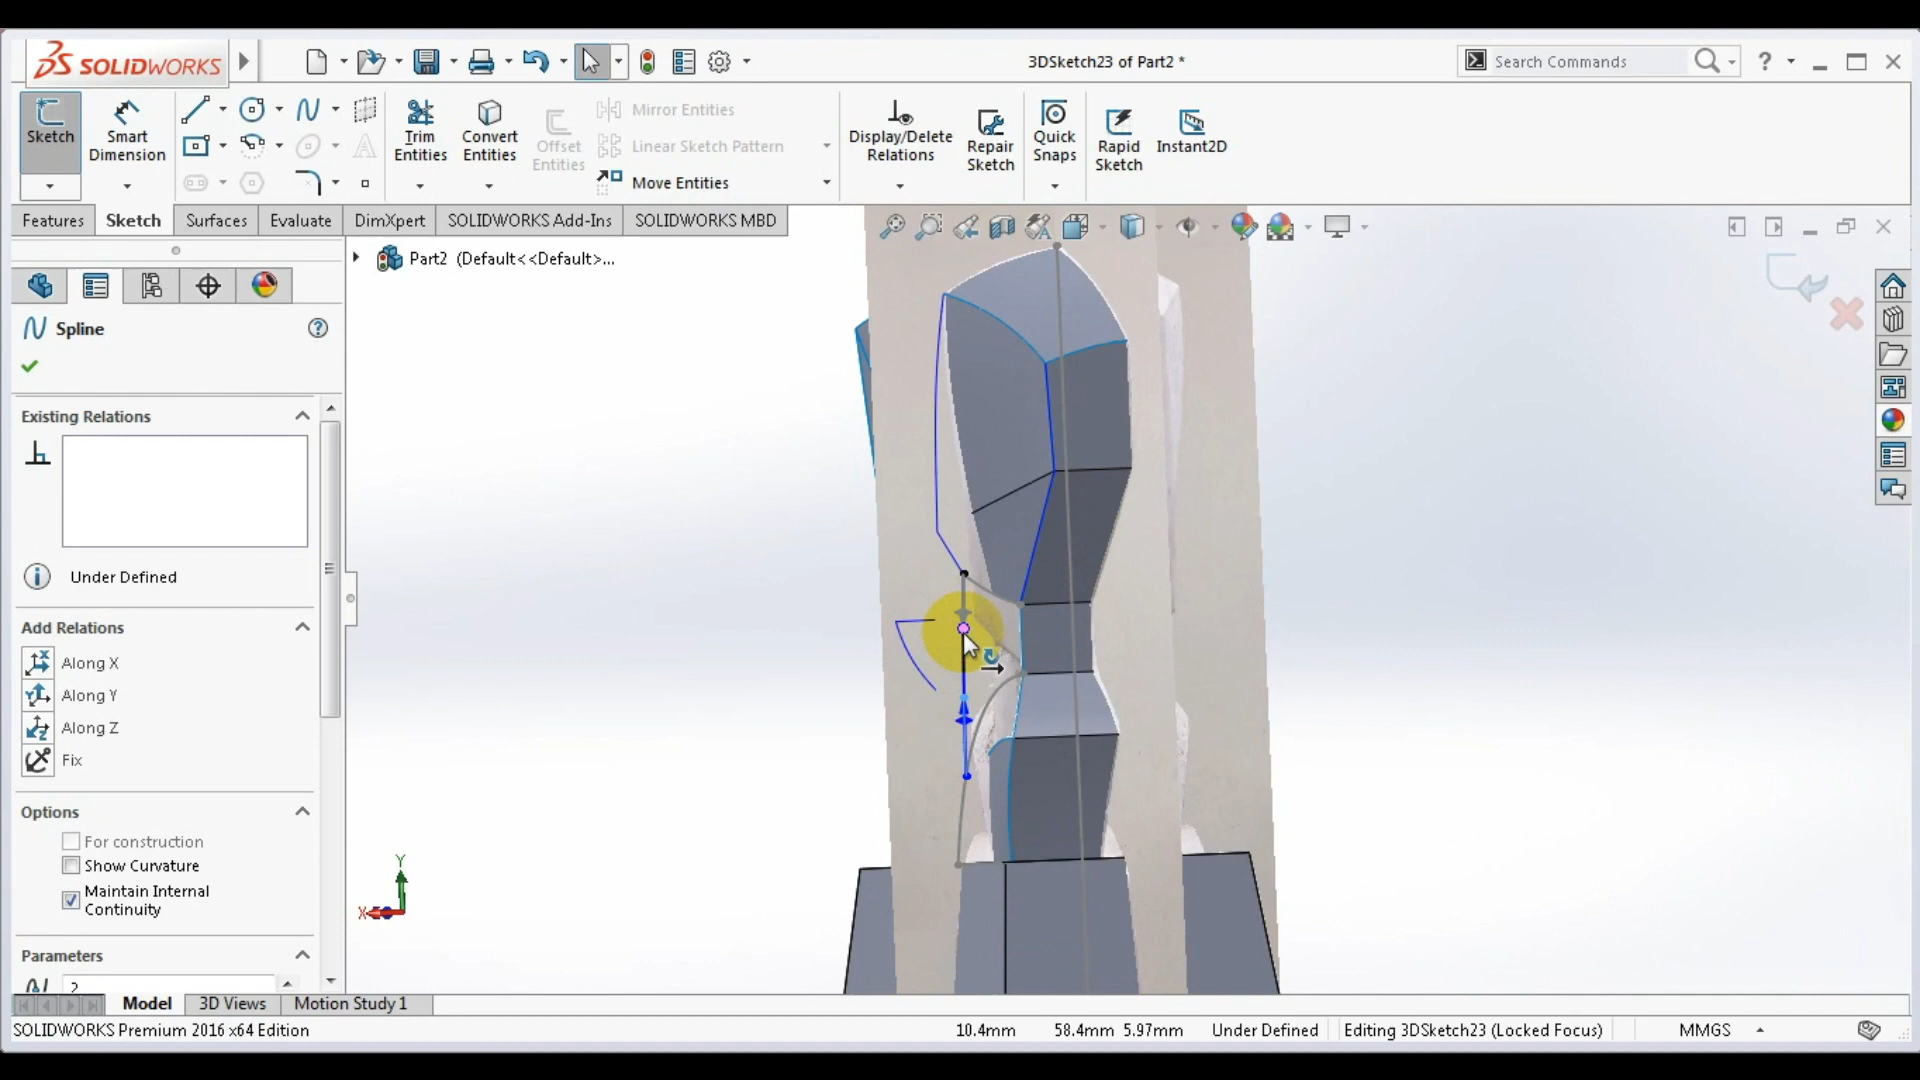 SOLIDWORKS
3DSketch23 of Part2 *
Search Commands
?
Sketch
Smart Dimension
Trim Entities
Convert Entities
Offset Entities
Mirror Entities
Linear Sketch Pattern
Move Entities
Display/Delete Relations
Repair Sketch
Quick Snaps
Rapid Sketch
Instant2D
Features
Sketch
Surfaces
Evaluate
DimXpert
SOLIDWORKS Add-Ins
SOLIDWORKS MBD
Part2 (Default<<Default>...
Spline
?
Existing Relations
Under Defined
Add Relations
Along X
Along Y
Along Z
Fix
Options
For construction
Show Curvature
Maintain Internal
Continuity
Parameters
2
Y
X
Model
3D Views
Motion Study 1
SOLIDWORKS Premium 2016 x64 Edition
10.4mm
58.4mm 5.97mm
Under Defined
Editing 3DSketch23 (Locked Focus)
MMGS